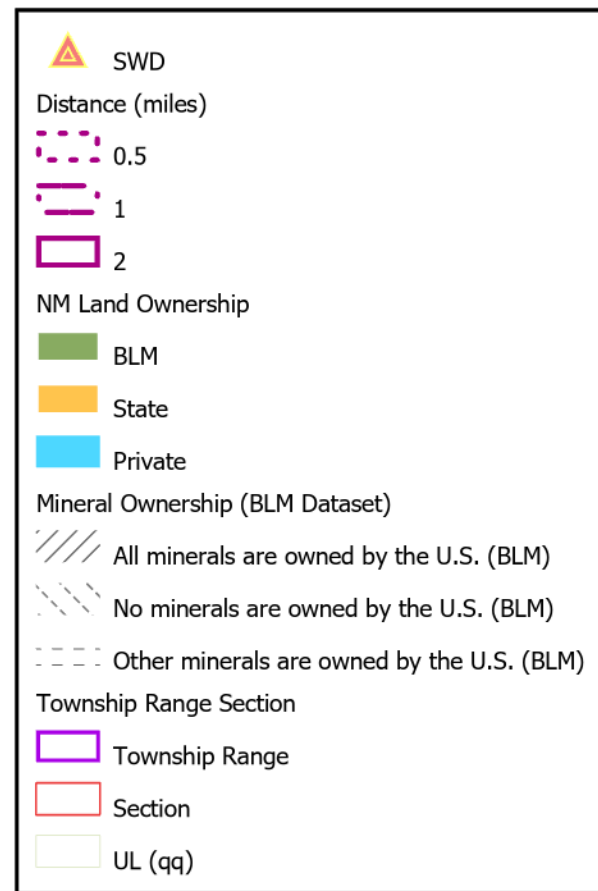 SWD
Distance (miles)
0.5
1
2
NM Land Ownership
BLM
State
Private
Mineral Ownership (BLM Dataset)
All minerals are owned by the U.S. (BLM)
No minerals are owned by the U.S. (BLM)
Other minerals are owned by the U.S. (BLM)
Township Range Section
Township Range
Section
UL (qq)